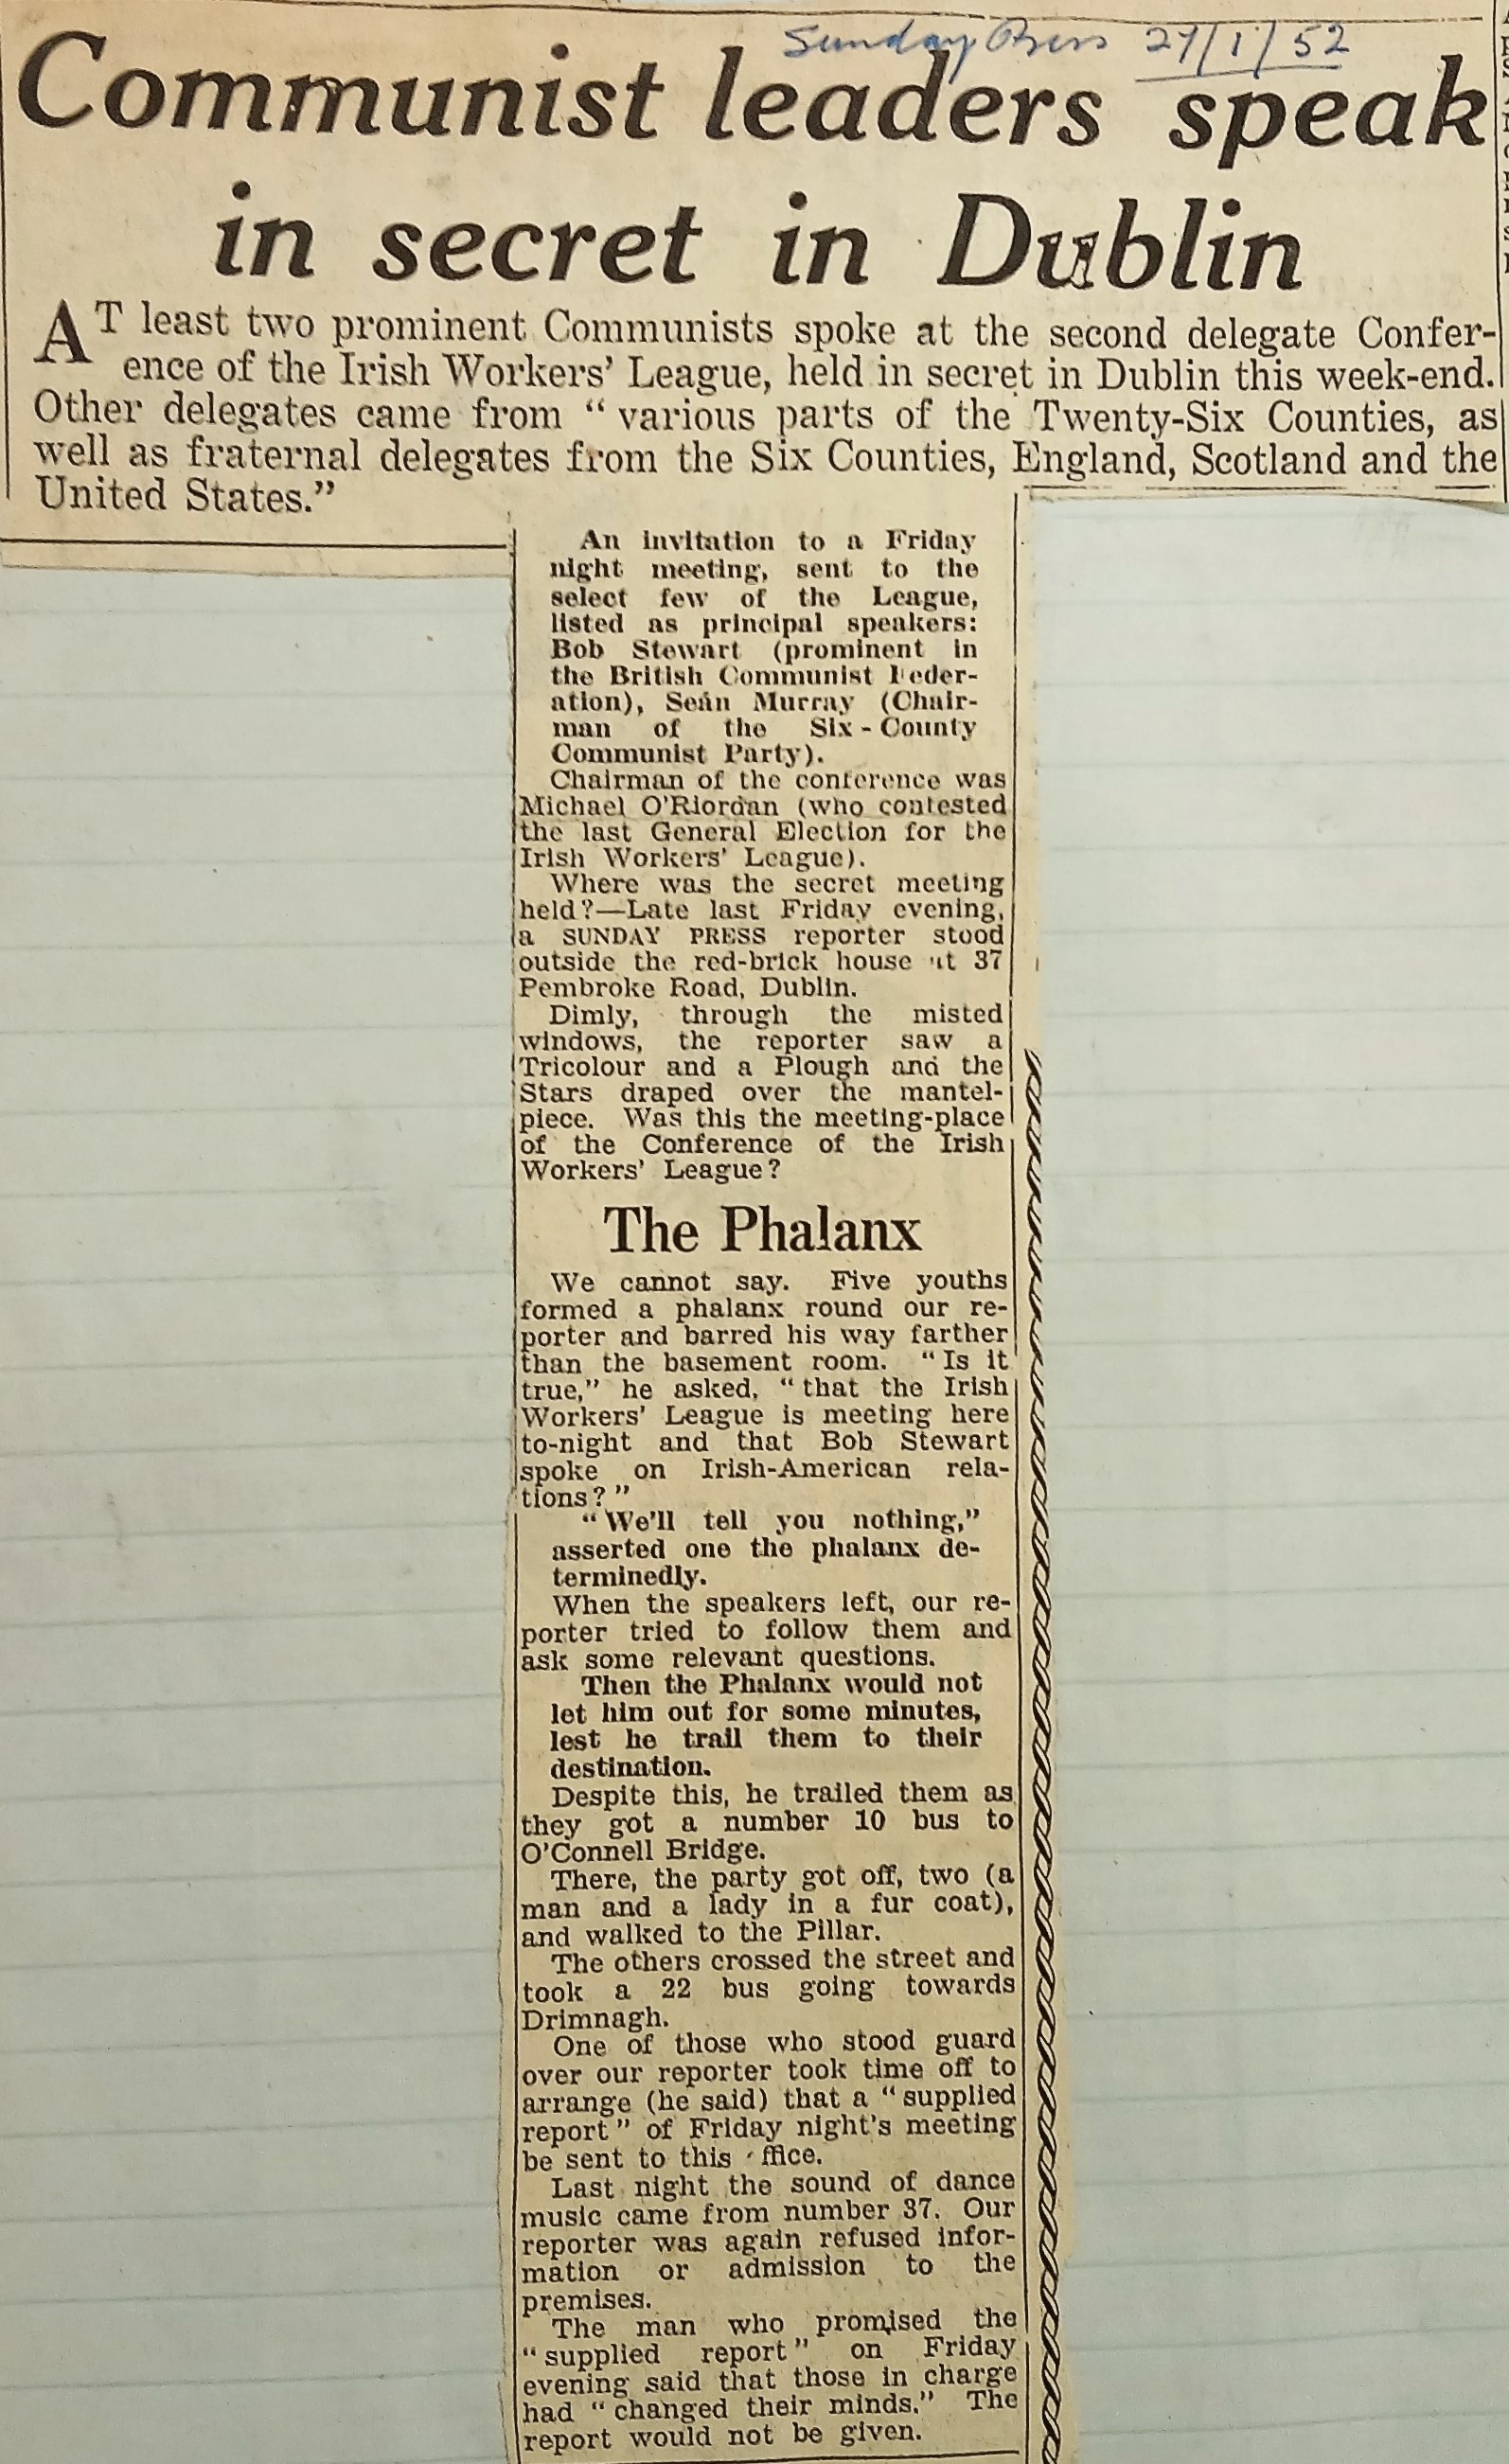 Sunday Press 27/1/52
Communist leaders speak
in secret in Dublin
AT least two prominent Communists spoke at the second delegate Confer-
ence of the Irish Workers' League, held in secret in Dublin this week-end.
Other delegates came from “ various parts of the Twenty-Six Counties, as
well as fraternal delegates from the Six Counties, England, Scotland and the
United States.”
An invitation to a Friday
night meeting, sent to the
select few of the League,
listed as principal speakers:
Bob Stewart (prominent in
the British Communist Feder-
ation), Seán Murray (Chair-
man of the Six - County
Communist Party).
Chairman of the conference was
Michael O'Riordan (who contested
the last General Election for the
Irish Workers' League).
Where was the secret meeting
held?—Late last Friday evening,
a SUNDAY PRESS reporter stood
outside the red-brick house at 37
Pembroke Road, Dublin.
Dimly, through the misted
windows, the reporter saw a
Tricolour and a Plough and the
Stars draped over the mantel-
piece. Was this the meeting-place
of the Conference of the Irish
Workers' League?
The Phalanx
We cannot say. Five youths
formed a phalanx round our re-
porter and barred his way farther
than the basement room. “ Is it
true,” he asked, “ that the Irish
Workers' League is meeting here
to-night and that Bob Stewart
spoke on Irish-American rela-
tions? ”
“ We'll tell you nothing,”
asserted one the phalanx de-
terminedly.
When the speakers left, our re-
porter tried to follow them and
ask some relevant questions.
Then the Phalanx would not
let him out for some minutes,
lest he trail them to their
destination.
Despite this, he trailed them as
they got a number 10 bus to
O'Connell Bridge.
There, the party got off, two (a
man and a lady in a fur coat),
and walked to the Pillar.
The others crossed the street and
took a 22 bus going towards
Drimnagh.
One of those who stood guard
over our reporter took time off to
arrange (he said) that a “ supplied
report ” of Friday night's meeting
be sent to this ffice.
Last night the sound of dance
music came from number 37. Our
reporter was again refused infor-
mation or admission to the
premises.
The man who promised the
“ supplied report ” on Friday
evening said that those in charge
had “ changed their minds.” The
report would not be given.